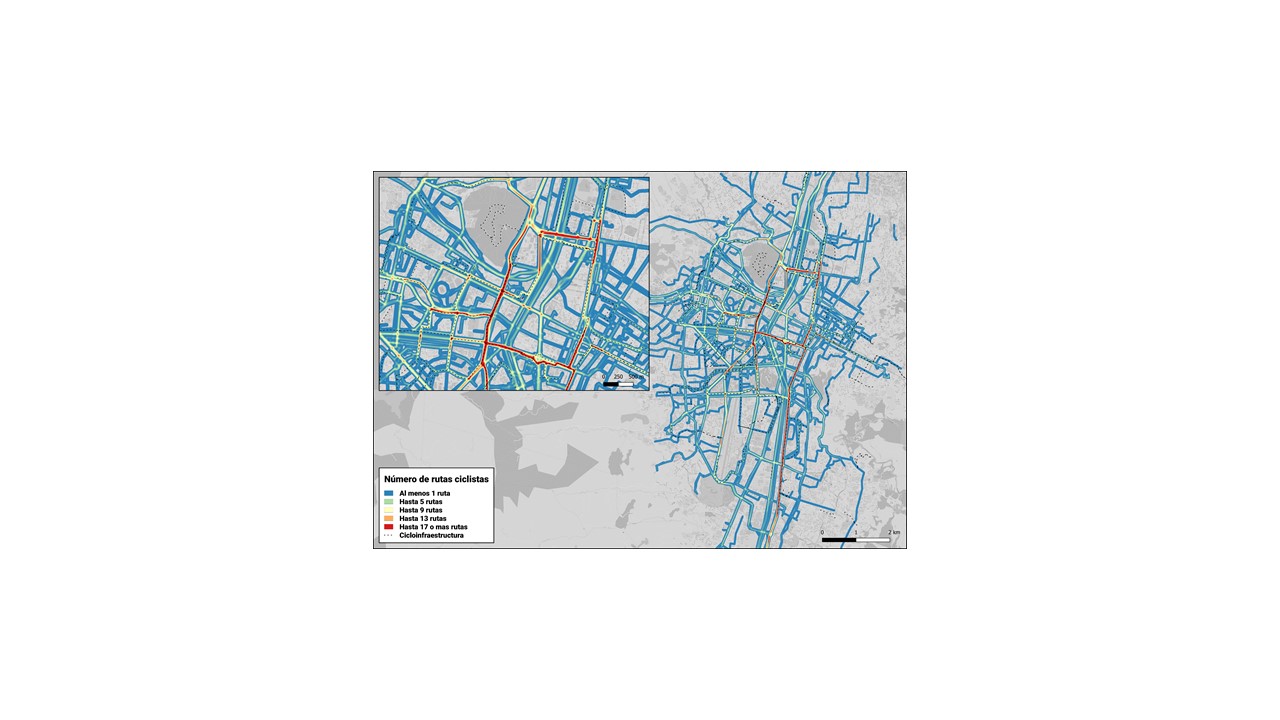 0 250 500 m
Número de rutas ciclistas
Al menos 1 ruta
Hasta 5 rutas
Hasta 9 rutas
Hasta 13 rutas
Hasta 17 o mas rutas
Cicloinfraestructura
0 1 2 km